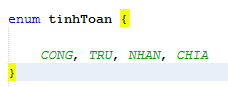 enum tinhToan {
CONG, TRU, NHAN, CHIA
}